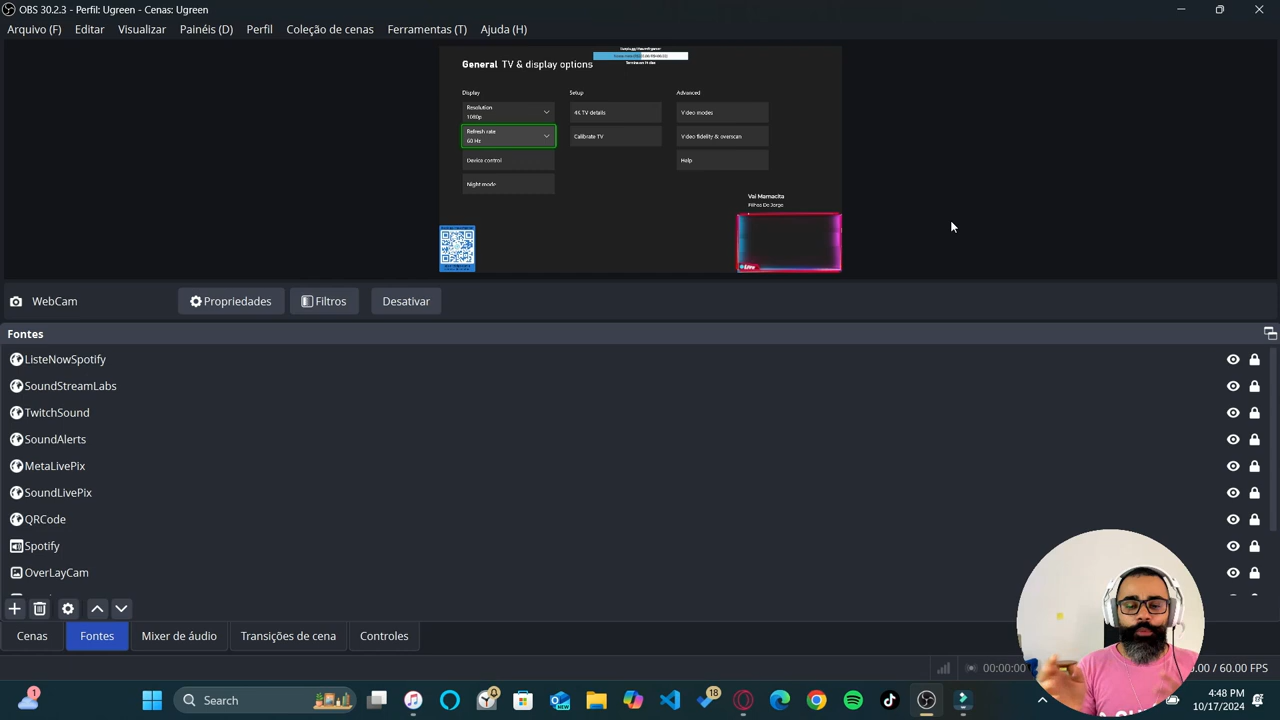 OBS 30.2.3 - Perfil: Ugreen - Cenas: Ugreen
Arquivo (F) Editar Visualizar Painéis (D) Perfil Coleção de cenas Ferramentas (T) Ajuda (H)
General TV & display options
Display Setup Advanced
Resolution
1080p
4K TV details
Video modes
Refresh rate
60 Hz
Calibrate TV
Video fidelity & overscan
Device control
Help
Night mode
Vai Mamacita
Filhos De Jorge
WebCam Propriedades Filtros Desativar
Fontes
ListeNowSpotify
SoundStreamLabs
TwitchSound
SoundAlerts
MetaLivePix
SoundLivePix
QRCode
Spotify
OverLayCam
Cenas Fontes Mixer de áudio Transições de cena Controles
00:00:00
.00 / 60.00 FPS
1
Search
18
4:48 PM
10/17/2024